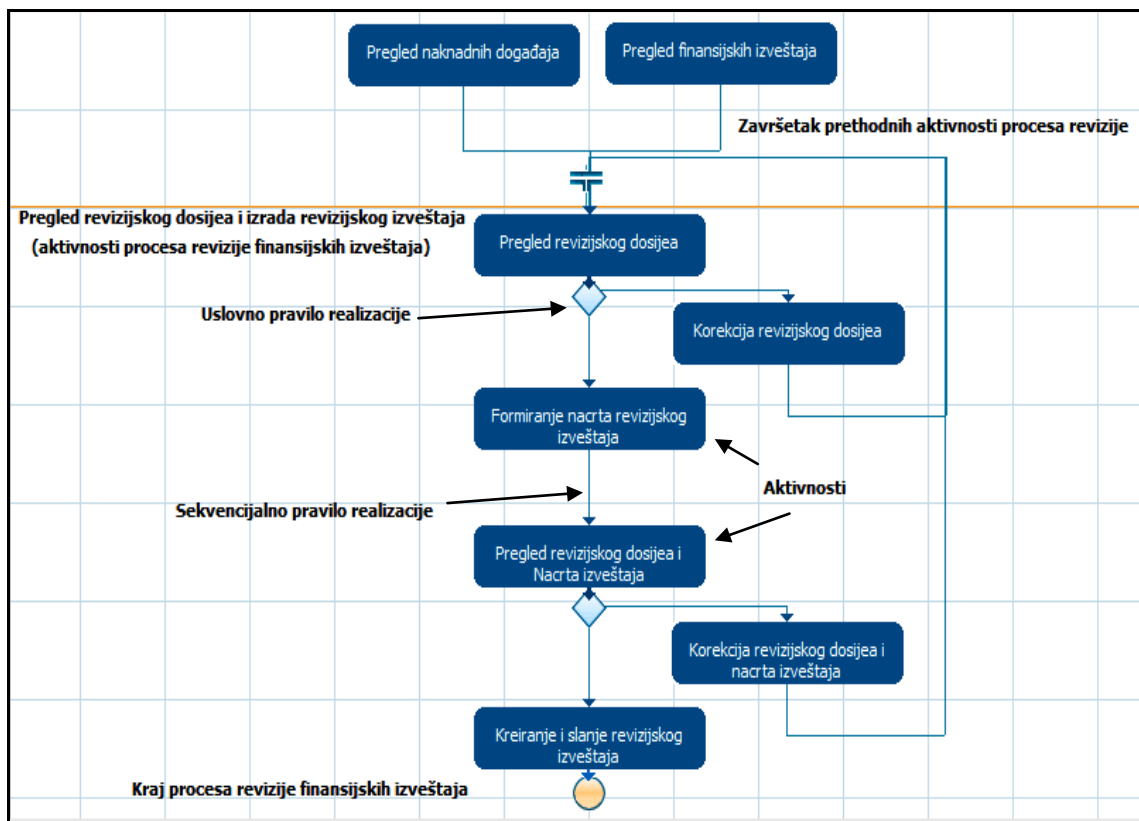 Pregled naknadnih događaja
Pregled finansijskih izveštaja
Završetak prethodnih aktivnosti procesa revizije
Pregled revizijskog dosijea i izrada revizijskog izveštaja
(aktivnosti procesa revizije finansijskih izveštaja)
Pregled revizijskog dosijea
Uslovno pravilo realizacije
Korekcija revizijskog dosijea
Formiranje nacrta revizijskog
izveštaja
Aktivnosti
Sekvencijalno pravilo realizacije
Pregled revizijskog dosijea i
Nacrta izveštaja
Korekcija revizijskog dosijea i
nacrta izveštaja
Kreiranje i slanje revizijskog
izveštaja
Kraj procesa revizije finansijskih izveštaja